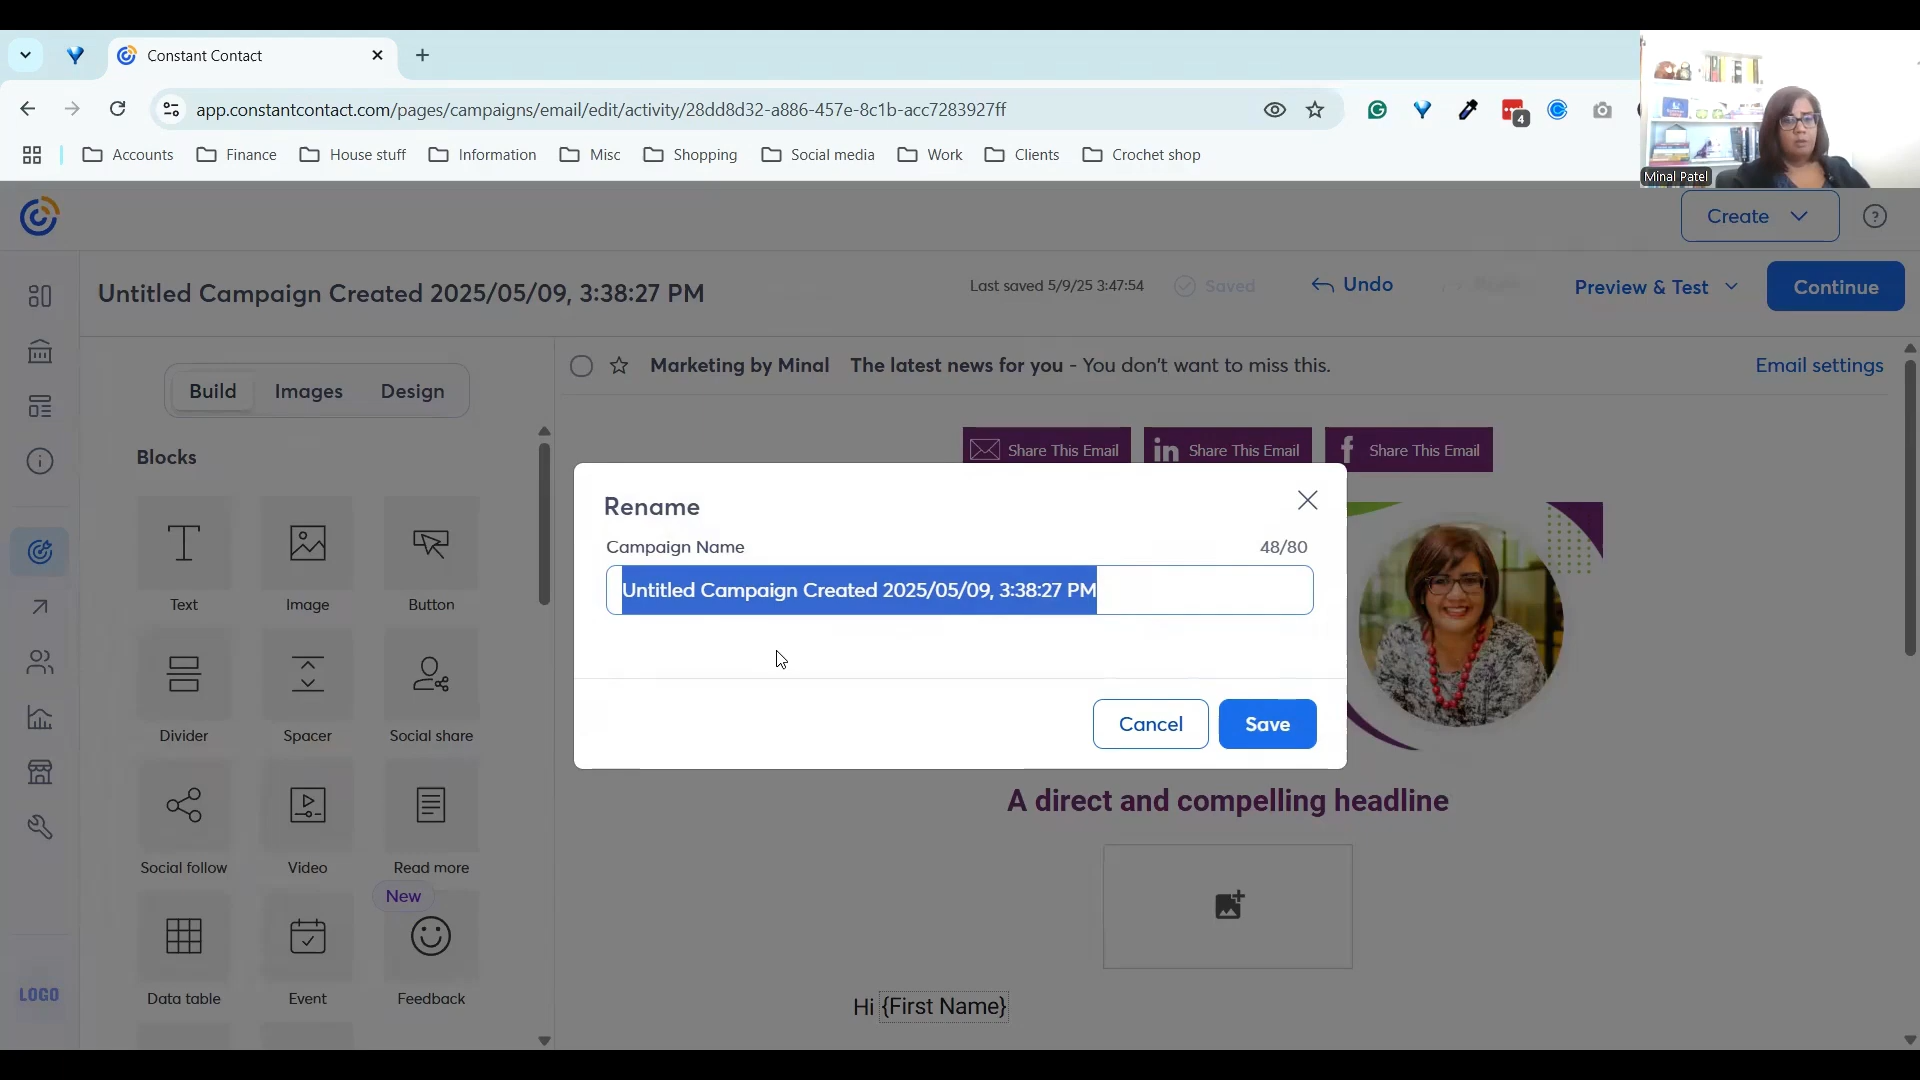 Constant Contact
app.constantcontact.com/pages/campaigns/email/edit/activity/28dd8d32-a886-457e-8c1b-acc7283927ff
4
Accounts
Finance
House stuff
Information
Misc
Shopping
Social media
Work
Clients
Crochet shop
Minal Patel
Create
Untitled Campaign Created 2025/05/09, 3:38:27 PM
Last saved 5/9/25 3:47:54
Saved
Undo
Preview & Test
Continue
Build
Images
Design
Marketing by Minal The latest news for you - You don't want to miss this.
Email settings
Blocks
Share This Email
Share This Email
Share This Email
Rename
Campaign Name
48/80
Untitled Campaign Created 2025/05/09, 3:38:27 PM
Cancel
Save
Text
Image
Button
Divider
Spacer
Social share
Social follow
Video
Read more
New
Data table
Event
Feedback
LOGO
A direct and compelling headline
Hi {First Name}